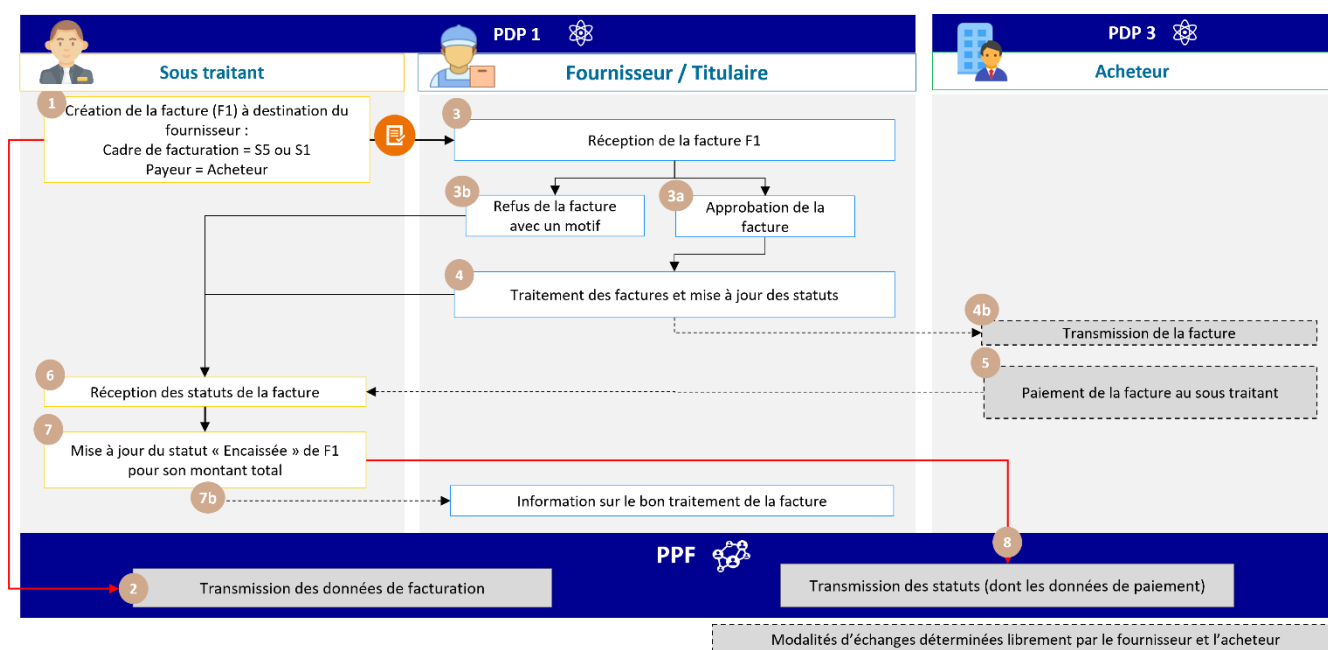 PDP 1
PDP 3
Sous traitant
Fournisseur / Titulaire
Acheteur
1
Création de la facture (F1) à destination du
fournisseur :
Cadre de facturation = S5 ou S1
Payeur = Acheteur
3
Réception de la facture F1
3b
Refus de la facture
avec un motif
3a
Approbation de la
facture
4
Traitement des factures et mise à jour des statuts
4b
Transmission de la facture
5
Paiement de la facture au sous traitant
6
Réception des statuts de la facture
7
Mise à jour du statut « Encaissée » de F1
pour son montant total
7b
Information sur le bon traitement de la facture
PPF
8
2
Transmission des données de facturation
Transmission des statuts (dont les données de paiement)
Modalités d’échanges déterminées librement par le fournisseur et l’acheteur